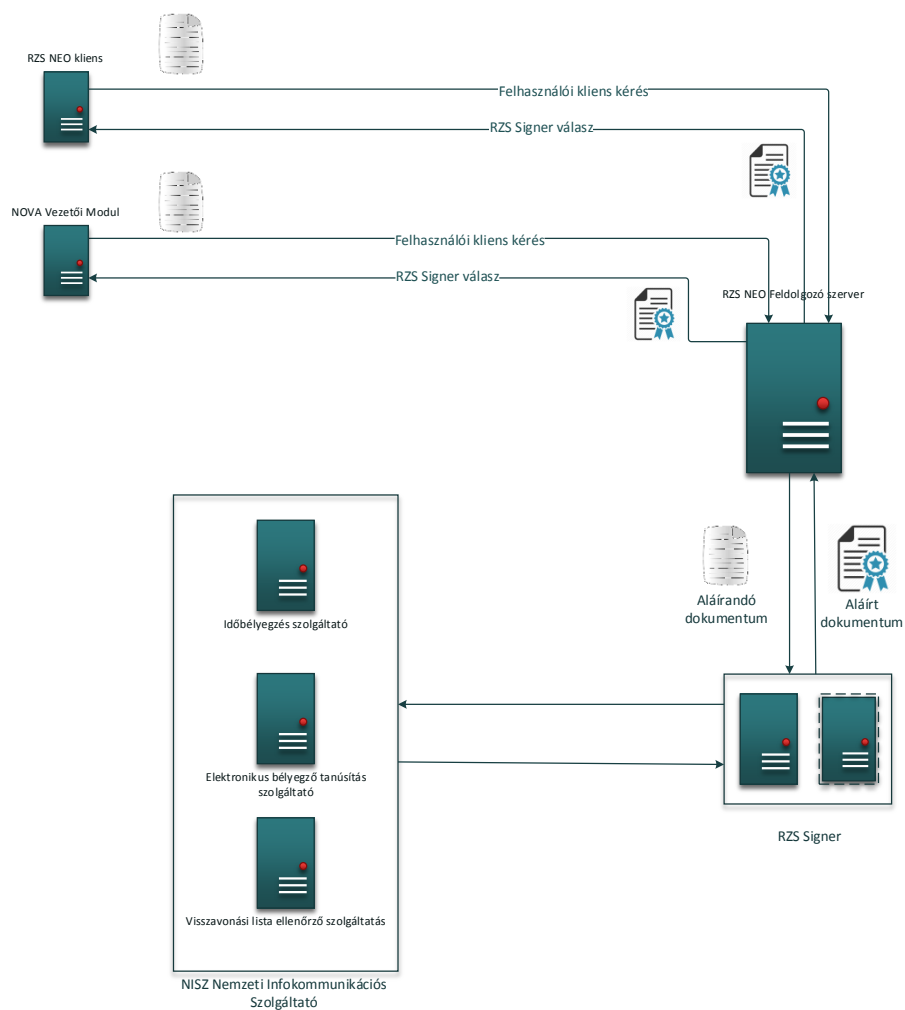 RZS NEO kliens
Felhasználói kliens kérés
RZS Signer válasz
NOVA Vezetői Modul
Felhasználói kliens kérés
RZS Signer válasz
RZS NEO Feldolgozó szerver
Aláírandó
dokumentum
Aláírt
dokumentum
Időbélyegzés szolgáltató
Elektronikus bélyegző tanúsítás
szolgáltató
Visszavonási lista ellenőrző szolgáltatás
RZS Signer
NISZ Nemzeti Infokommunikációs
Szolgáltató